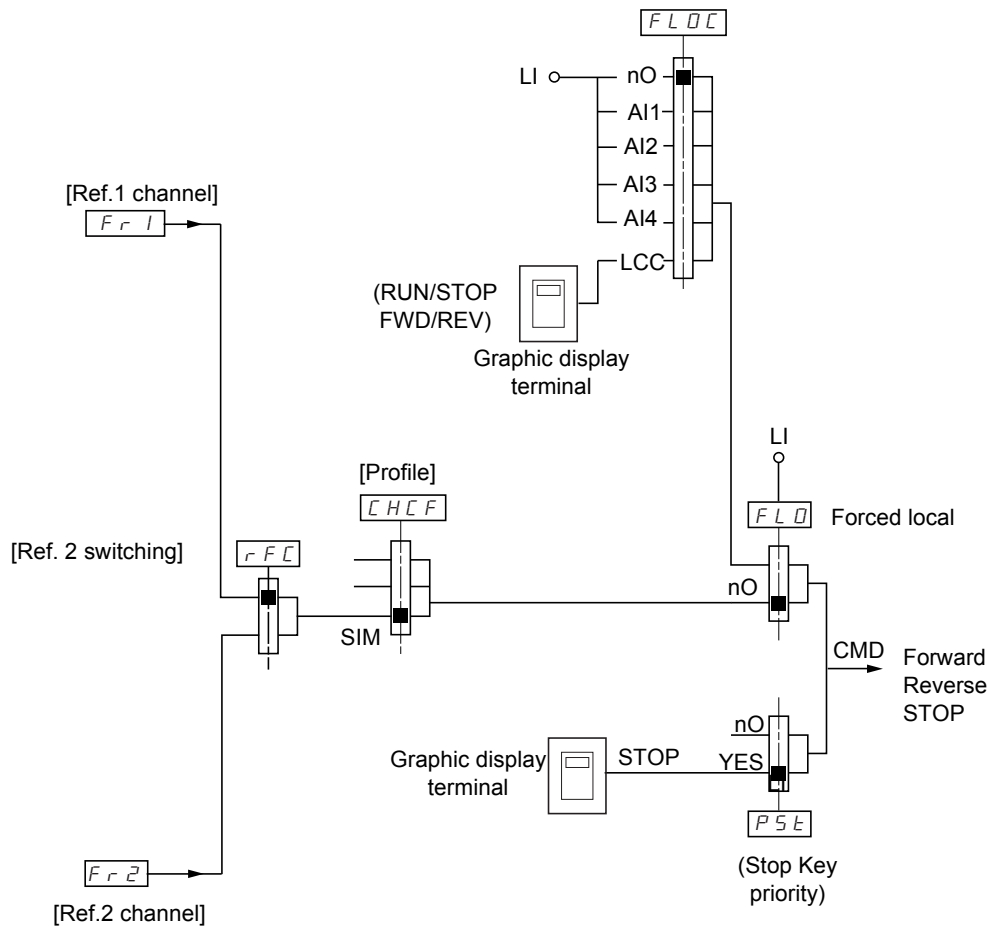 FLOC
LI
nO
AI1
AI2
AI3
AI4
LCC
[Ref.1 channel]
Fr1
(RUN/STOP
FWD/REV)
Graphic display
terminal
LI
[Profile]
CHCF
FLO
Forced local
[Ref. 2 switching]
rFC
nO
SIM
CMD
Forward
Reverse
STOP
nO
Graphic display
terminal
STOP
YES
LI
PSt
(Stop Key
priority)
Fr2
[Ref.2 channel]